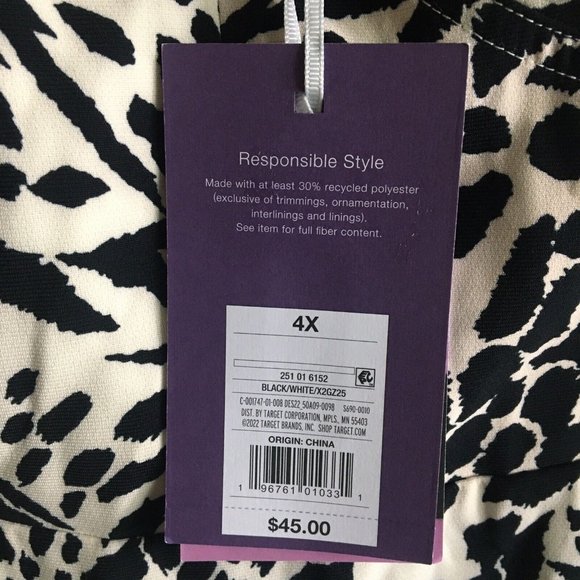 Responsible Style
Made with at least 30% recycled polyester
(exclusive of trimmings, ornamentation,
interlinings and linings).
See item for full fiber content.
4X
251 01 6152
BLACK/WHITE/X2GZ25
C-001747-01-008 DES22_50A09-0098 S690-0010
DIST. BY TARGET CORPORATION, MPLS., MN 55403
©2022 TARGET BRANDS, INC. SHOP TARGET.COM
ORIGIN: CHINA
1 96761 01033 1
$45.00